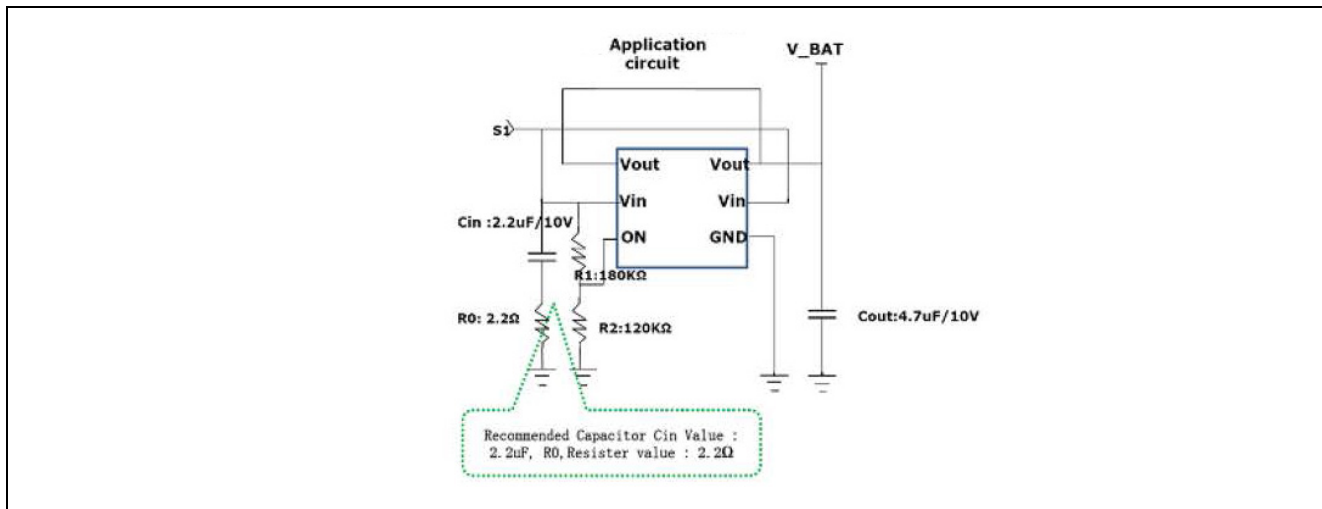 Application
circuit
V_BAT
S1
Vout
Vout
Vin
Vin
Cin :2.2uF/10V
ON
GND
R1:180KΩ
R0: 2.2Ω
R2:120KΩ
Cout:4.7uF/10V
Recommended Capacitor Cin Value :
2.2uF, R0,Resister value : 2.2Ω